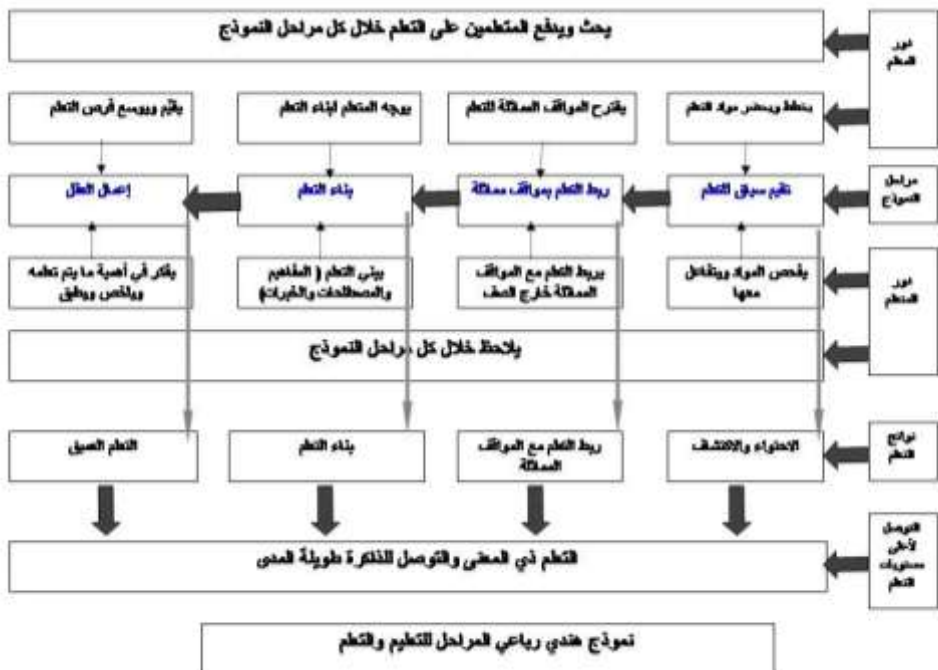 دور
المعلم
يحث ويدفع المتعلمين على التعلم خلال كل مراحل النموذج
يخطط ويحضر مواد التعلم
يقترح المواقف المماثلة للتعلم
يوجه المتعلم لبناء التعلم
يقيّم ويوسع فرص التعلم
مراحل
النموذج
تقديم سياق للتعلم
ربط التعلم بمواقف مماثلة
بناء التعلم
إعمال العقل
دور
المتعلم
يفحص المواد ويتفاعل
معها
يربط التعلم مع المواقف
المماثلة خارج الصف
يبنى التعلم ( المفاهيم
والمصطلحات والخبرات)
يفكر في أهمية ما يتم تعلمه
ويلخص ويطبق
يلاحظ خلال كل مراحل النموذج
نواتج
التعلم
الاحتواء والاكتشاف
ربط التعلم مع المواقف
المماثلة
بناء التعلم
التعلم العميق
التوصل
لأعلى
مستويات
التعلم
التعلم ذي المعنى والتوصل للذاكرة طويلة المدى
نموذج هندي رباعي المراحل للتعليم والتعلم